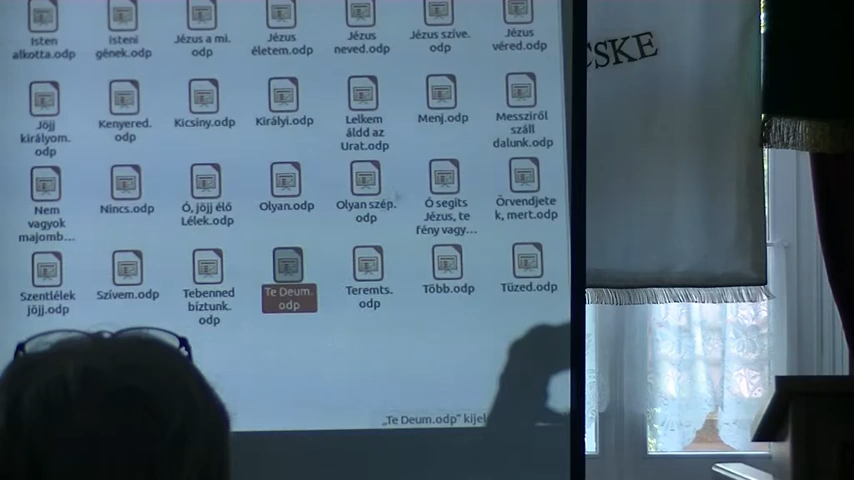 Isten
alkotta.odp
Isteni
gének.odp
Jézus a mi.
odp
Jézus
életem.odp
Jézus
neved.odp
Jézus szíve.
odp
Jézus
véred.odp
Jöjj
királyom.
odp
Kenyered.
odp
Kicsiny.odp
Királyi.odp
Lelkem
áldd az
Urat.odp
Menj.odp
Messziről
száll
dalunk.odp
Nem
vagyok
majomb...
Nincs.odp
Ó, jöjj élő
Lélek.odp
Olyan.odp
Olyan szép.
odp
Ó segíts
Jézus, te
fény vagy...
Örvendjete
k, mert.odp
Szentlélek
jöjj.odp
Szívem.odp
Tebenned
bíztunk.
odp
Te Deum.
odp
Teremts.
odp
Több.odp
Tüzed.odp
„Te Deum.odp” kijel
CSKE